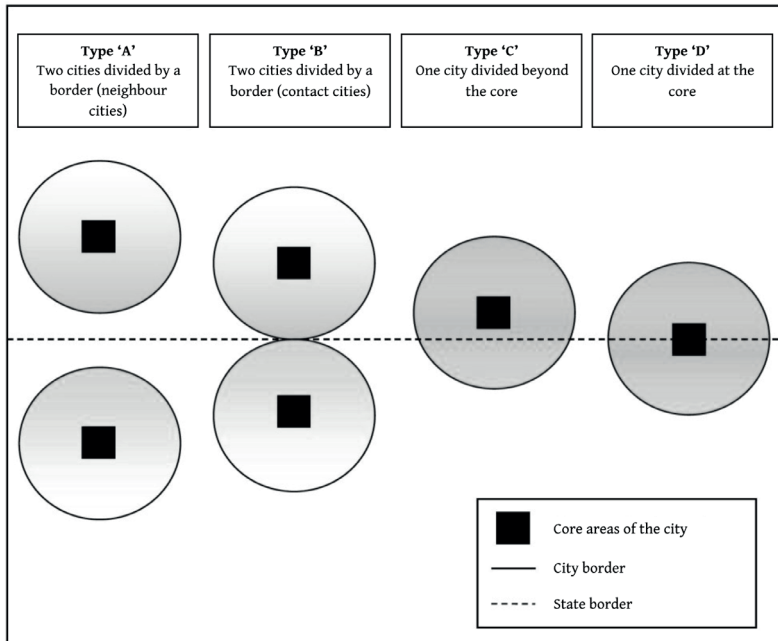 Type ‘A’
Two cities divided by a
border (neighbour
cities)
Type ‘B’
Two cities divided by a
border (contact cities)
Type ‘C’
One city divided beyond
the core
Type ‘D’
One city divided at the
core
Core areas of the city
City border
State border